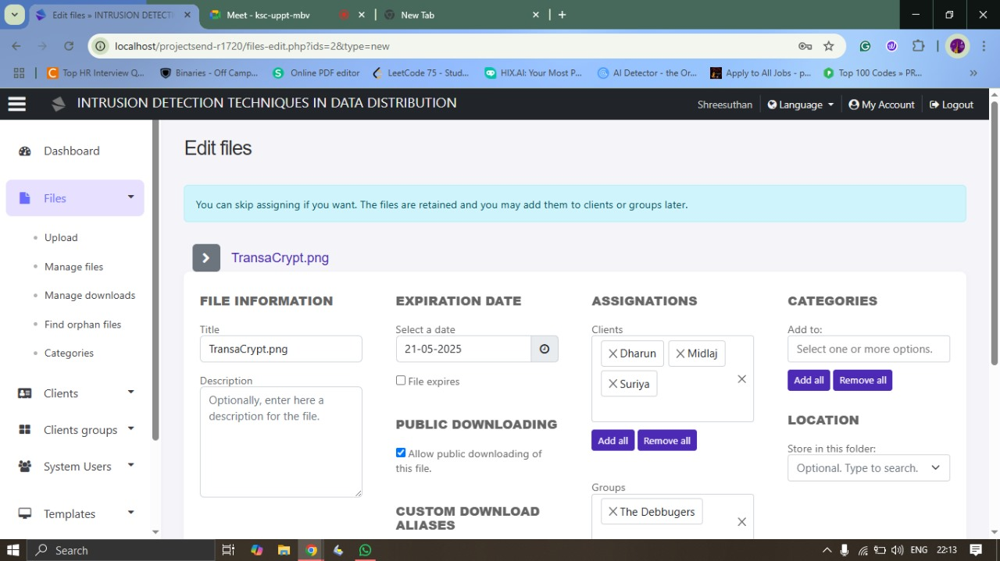 Edit files » INTRUSION DETECTI
Meet - ksc-uppt-mbv
New Tab
localhost/projectsend-r1720/files-edit.php?ids=2&type=new
Top HR Interview Q...
Binaries - Off Camp...
Online PDF editor
LeetCode 75 - Stud...
HIX.AI: Your Most P...
AI Detector - the Or...
Apply to All Jobs - p...
Top 100 Codes » PR...
INTRUSION DETECTION TECHNIQUES IN DATA DISTRIBUTION
Shreesuthan
Language
My Account
Logout
Dashboard
Files
Upload
Manage files
Manage downloads
Find orphan files
Categories
Clients
Clients groups
System Users
Templates
Edit files
You can skip assigning if you want. The files are retained and you may add them to clients or groups later.
TransaCrypt.png
FILE INFORMATION
Title
TransaCrypt.png
Description
Optionally, enter here a
description for the file.
EXPIRATION DATE
Select a date
21-05-2025
File expires
PUBLIC DOWNLOADING
Allow public downloading of
this file.
CUSTOM DOWNLOAD
ALIASES
ASSIGNATIONS
Clients
Dharun
Midlaj
Suriya
Add all
Remove all
Groups
The Debbugers
CATEGORIES
Add to:
Select one or more options.
Add all
Remove all
LOCATION
Store in this folder:
Optional. Type to search.
Search
ENG
22:13